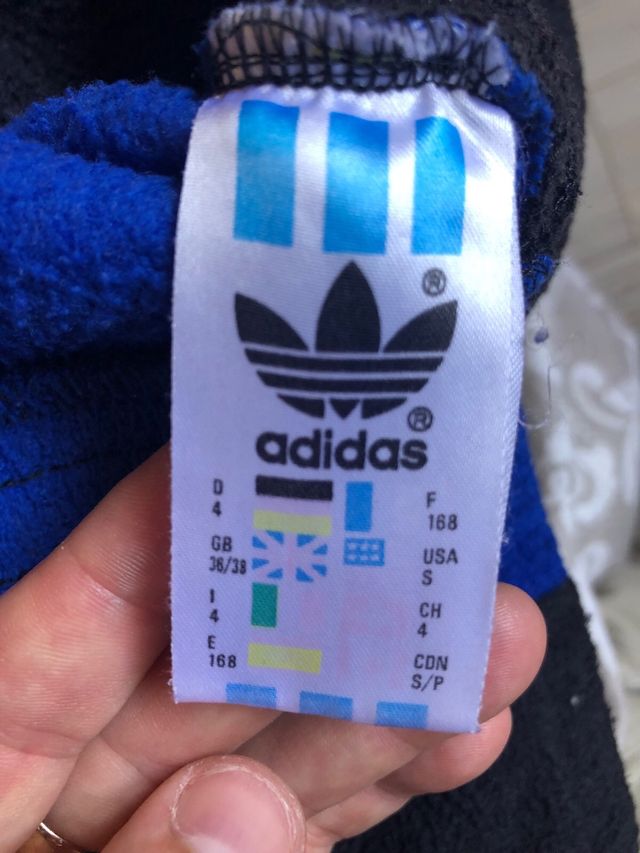 ®
®
adidas
D
4
F
168
GB
36/38
USA
S
I
4
CH
4
E
168
CDN
S/P